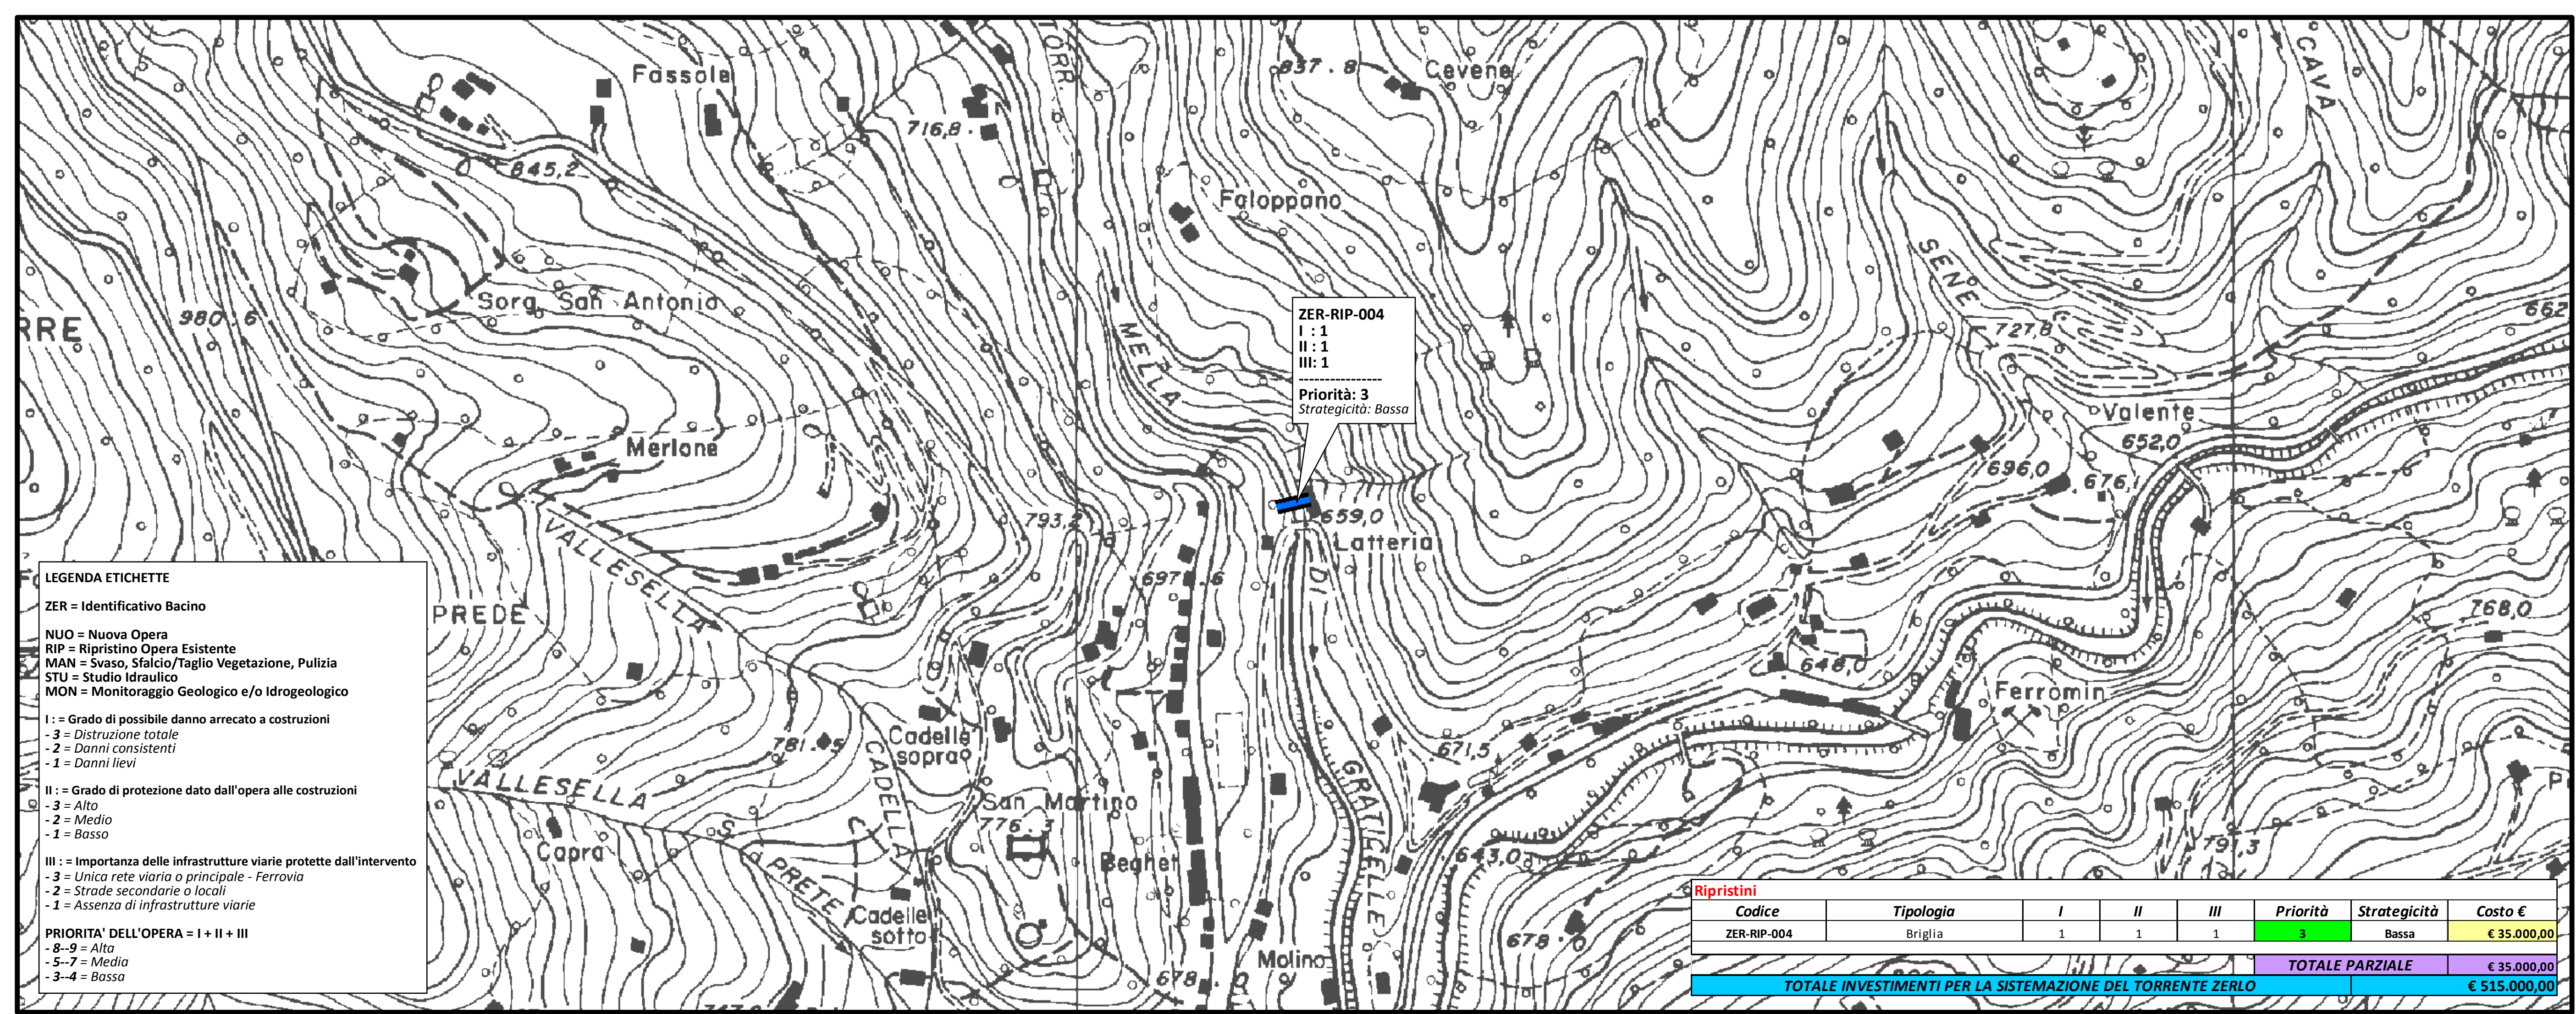 Fassole
TORR.
837.8
Cevene
CAVA
716,8
845,2
Faloppano
SENE
Sorg. San Antonio
980.6
RRE
MELLA
ZER-RIP-004
I : 1
II : 1
III: 1
----------------
Priorità: 3
Strategicità: Bassa
727,8
662
Valente
652,0
Merlone
696,0
676,
793,2
659,0
Latteria
VALLESELLA
697.6
DI
PREDE
768,0
648,0
Ferromin
Cadelle
sopra
781.5
CADELLA
671,5
GRATICELLE
VALLESELLA
San Martino
776.3
Capra
Beghet
643,0
791,3
S.
PRETE
Cadelle
sotto
678.0
Molino
678.0
LEGENDA ETICHETTE
ZER = Identificativo Bacino
NUO = Nuova Opera
RIP = Ripristino Opera Esistente
MAN = Svaso, Sfalcio/Taglio Vegetazione, Pulizia
STU = Studio Idraulico
MON = Monitoraggio Geologico e/o Idrogeologico
I : = Grado di possibile danno arrecato a costruzioni
- 3 = Distruzione totale
- 2 = Danni consistenti
- 1 = Danni lievi
II : = Grado di protezione dato dall'opera alle costruzioni
- 3 = Alto
- 2 = Medio
- 1 = Basso
III : = Importanza delle infrastrutture viarie protette dall'intervento
- 3 = Unica rete viaria o principale - Ferrovia
- 2 = Strade secondarie o locali
- 1 = Assenza di infrastrutture viarie
PRIORITA' DELL'OPERA = I + II + III
- 8--9 = Alta
- 5--7 = Media
- 3--4 = Bassa
Ripristini
Codice Tipologia I II III Priorità Strategicità Costo €
ZER-RIP-004 Briglia 1 1 1 3 Bassa € 35.000,00
TOTALE PARZIALE € 35.000,00
TOTALE INVESTIMENTI PER LA SISTEMAZIONE DEL TORRENTE ZERLO € 515.000,00